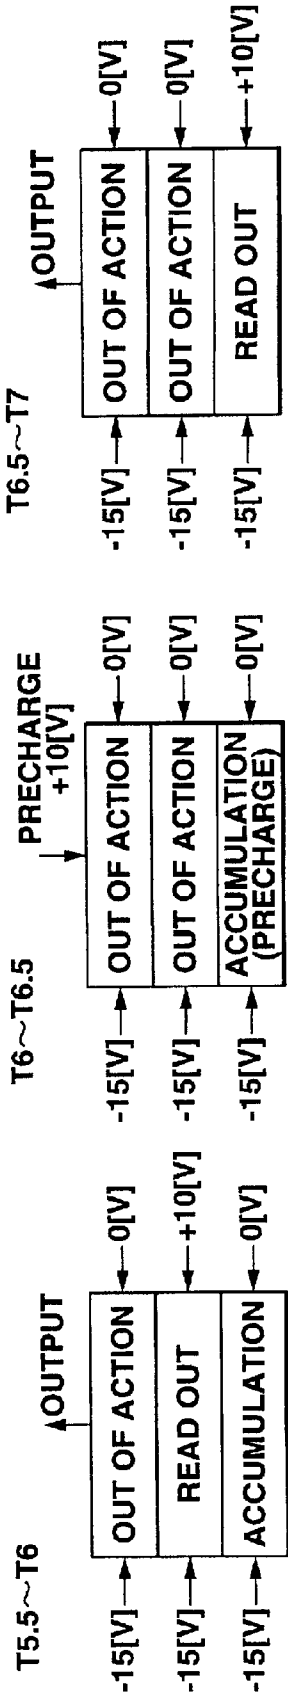 T5.5~T6
OUTPUT
-15[V] OUT OF ACTION 0[V]
-15[V] READ OUT +10[V]
-15[V] ACCUMULATION 0[V]
T6~T6.5
PRECHARGE
+10[V]
-15[V] OUT OF ACTION 0[V]
-15[V] OUT OF ACTION 0[V]
-15[V] ACCUMULATION 0[V]
(PRECHARGE)
T6.5~T7
OUTPUT
-15[V] OUT OF ACTION 0[V]
-15[V] OUT OF ACTION 0[V]
-15[V] READ OUT +10[V]